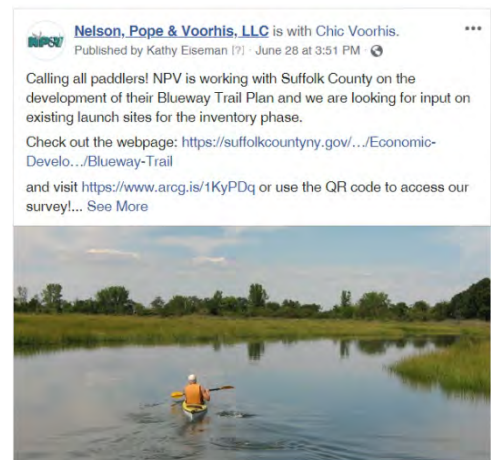 Nelson, Pope & Voorhis, LLC is with Chic Voorhis.
Published by Kathy Eiseman [?] · June 28 at 3:51 PM ·
NPV
Calling all paddlers! NPV is working with Suffolk County on the
development of their Blueway Trail Plan and we are looking for input on
existing launch sites for the inventory phase.
Check out the webpage: https://suffolkcountyny.gov/.../Economic-
Develo.../Blueway-Trail
and visit https://www.arcg.is/1KyPDq or use the QR code to access our
survey!... See More